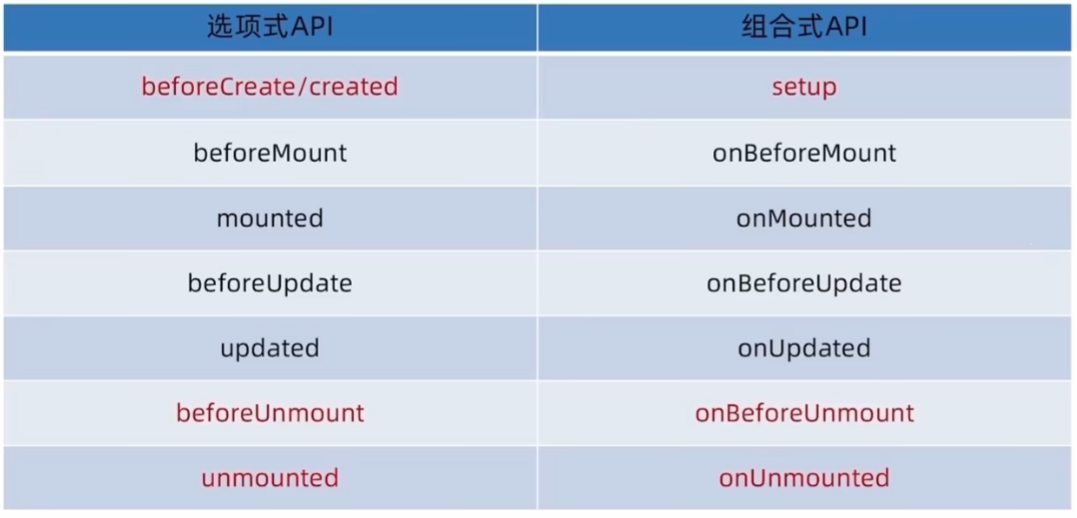 选项式API 组合式API
beforeCreate/created setup
beforeMount onBeforeMount
mounted onMounted
beforeUpdate onBeforeUpdate
updated onUpdated
beforeUnmount onBeforeUnmount
unmounted onUnmounted